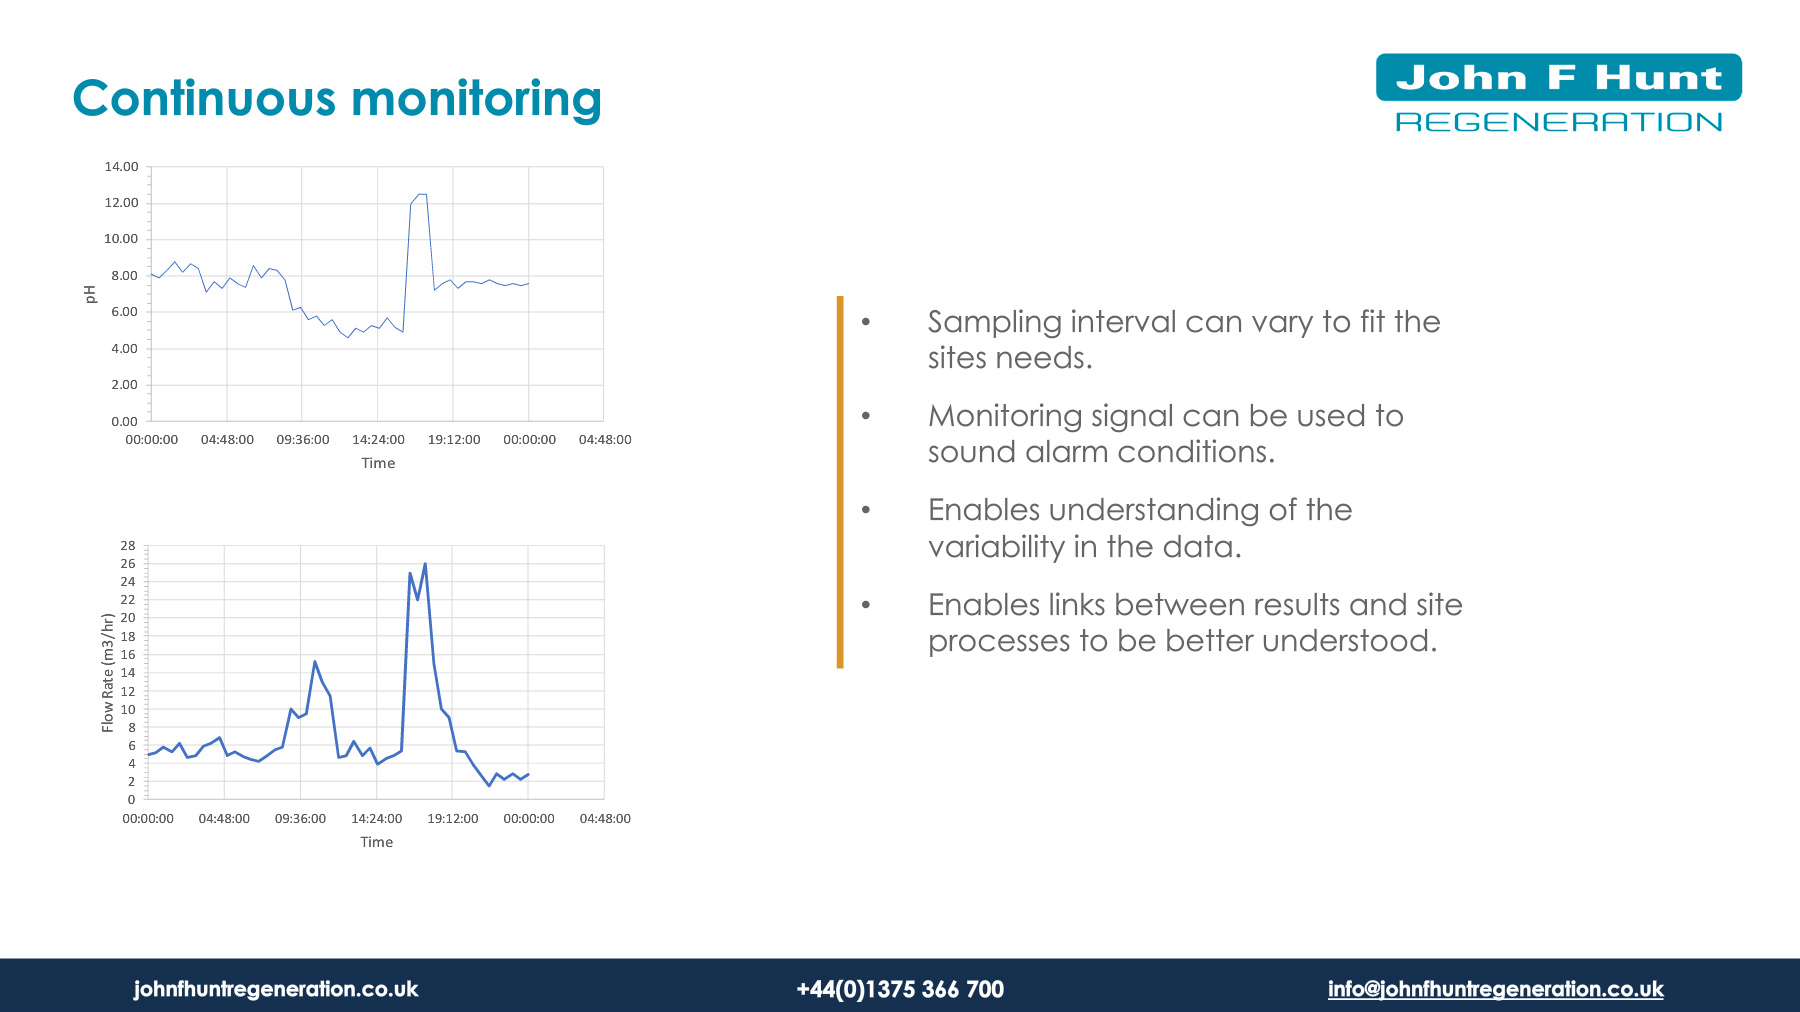 Continuous monitoring
John F Hunt
REGENERATION
14.00
12.00
10.00
8.00
6.00
4.00
2.00
0.00
pH
00:00:00 04:48:00 09:36:00 14:24:00 19:12:00 00:00:00 04:48:00
Time
28
26
24
22
20
18
16
14
12
10
8
6
4
2
0
Flow Rate (m3/hr)
00:00:00 04:48:00 09:36:00 14:24:00 19:12:00 00:00:00 04:48:00
Time
• Sampling interval can vary to fit the
sites needs.
• Monitoring signal can be used to
sound alarm conditions.
• Enables understanding of the
variability in the data.
• Enables links between results and site
processes to be better understood.
johnfhuntregeneration.co.uk +44(0)1375 366 700 info@johnfhuntregeneration.co.uk